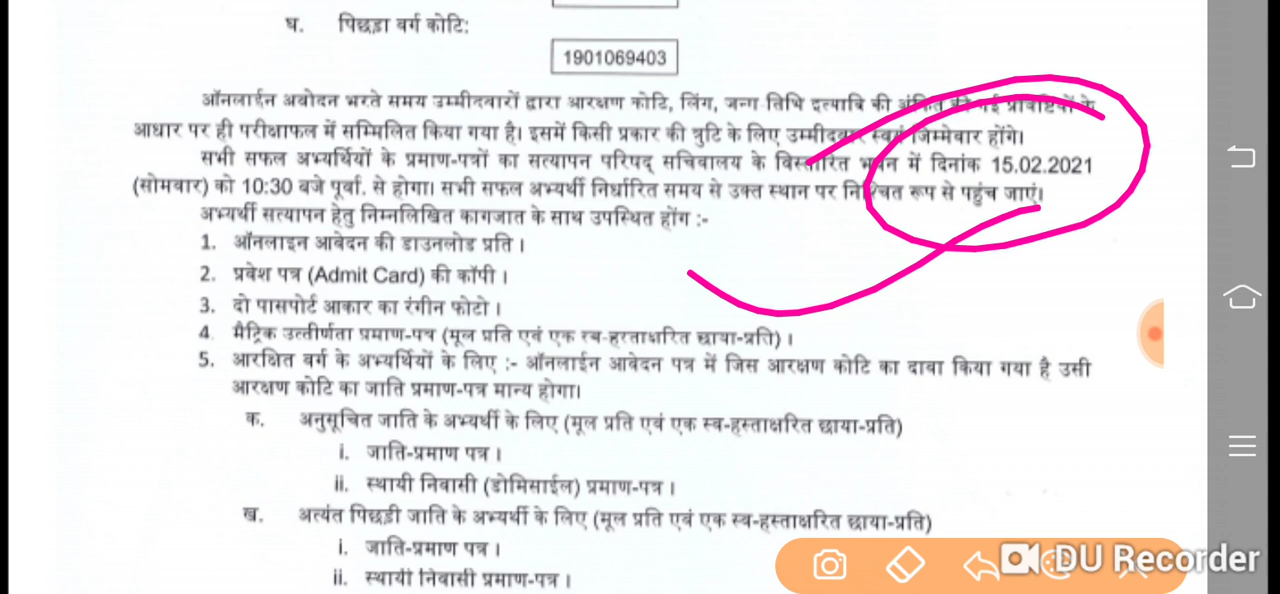 घ. पिछड़ा वर्ग कोटि:
1901069403
ऑनलाईन अवोदन भरते समय उम्मीदवारों द्वारा आरक्षण कोटि, लिंग, जन्म तिथि इत्यादि की अंकित की गई प्रविष्टियों के
आधार पर ही परीक्षाफल में सम्मिलित किया गया है। इसमें किसी प्रकार की त्रुटि के लिए उम्मीदवार स्वयं जिम्मेवार होंगे।
सभी सफल अभ्यर्थियों के प्रमाण-पत्रों का सत्यापन परिषद् सचिवालय के विस्तारित भवन में दिनांक 15.02.2021
(सोमवार) को 10:30 बजे पूर्वा. से होगा। सभी सफल अभ्यर्थी निर्धारित समय से उक्त स्थान पर निश्चित रूप से पहुंच जाएं।
अभ्यर्थी सत्यापन हेतु निम्नलिखित कागजात के साथ उपस्थित होंग :-
1. ऑनलाइन आवेदन की डाउनलोड प्रति।
2. प्रवेश पत्र (Admit Card) की कॉपी।
3. दो पासपोर्ट आकार का रंगीन फोटो।
4. मैट्रिक उत्तीर्णता प्रमाण-पत्र (मूल प्रति एवं एक स्व-हस्ताक्षरित छाया-प्रति)।
5. आरक्षित वर्ग के अभ्यर्थियों के लिए :- ऑनलाईन आवेदन पत्र में जिस आरक्षण कोटि का दावा किया गया है उसी
आरक्षण कोटि का जाति प्रमाण-पत्र मान्य होगा।
क. अनुसूचित जाति के अभ्यर्थी के लिए (मूल प्रति एवं एक स्व-हस्ताक्षरित छाया-प्रति)
i. जाति-प्रमाण पत्र।
ii. स्थायी निवासी (डोमिसाईल) प्रमाण-पत्र।
ख. अत्यंत पिछड़ी जाति के अभ्यर्थी के लिए (मूल प्रति एवं एक स्व-हस्ताक्षरित छाया-प्रति)
i. जाति-प्रमाण पत्र।
ii. स्थायी निवासी प्रमाण-पत्र।
DU Recorder